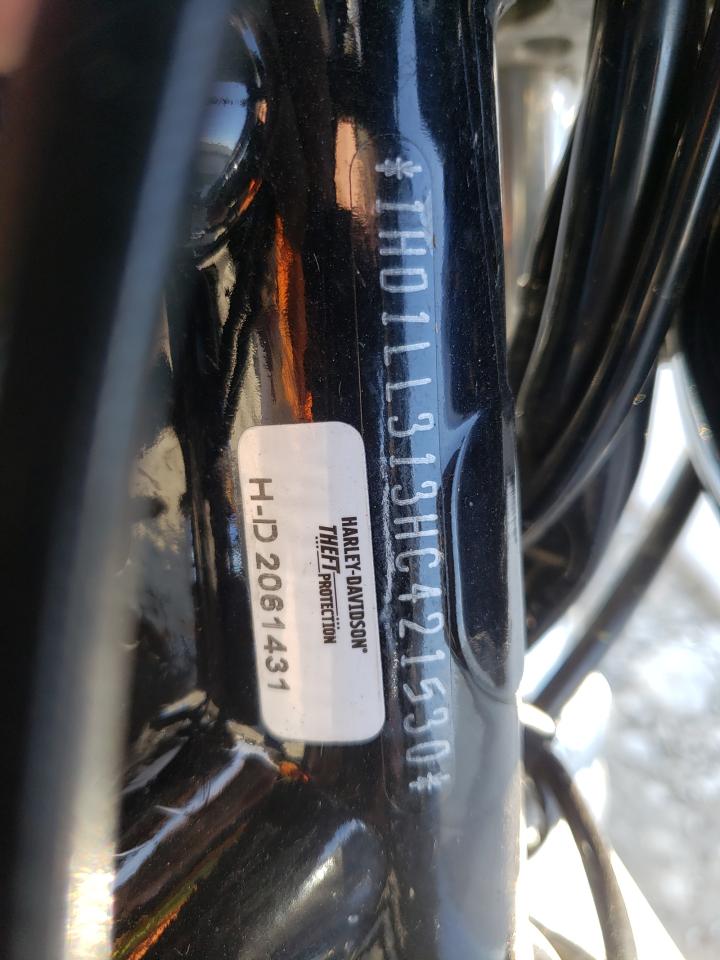 *1HD1LL313HC421530*
HARLEY-DAVIDSON®
THEFT PROTECTION
H-D 2061431